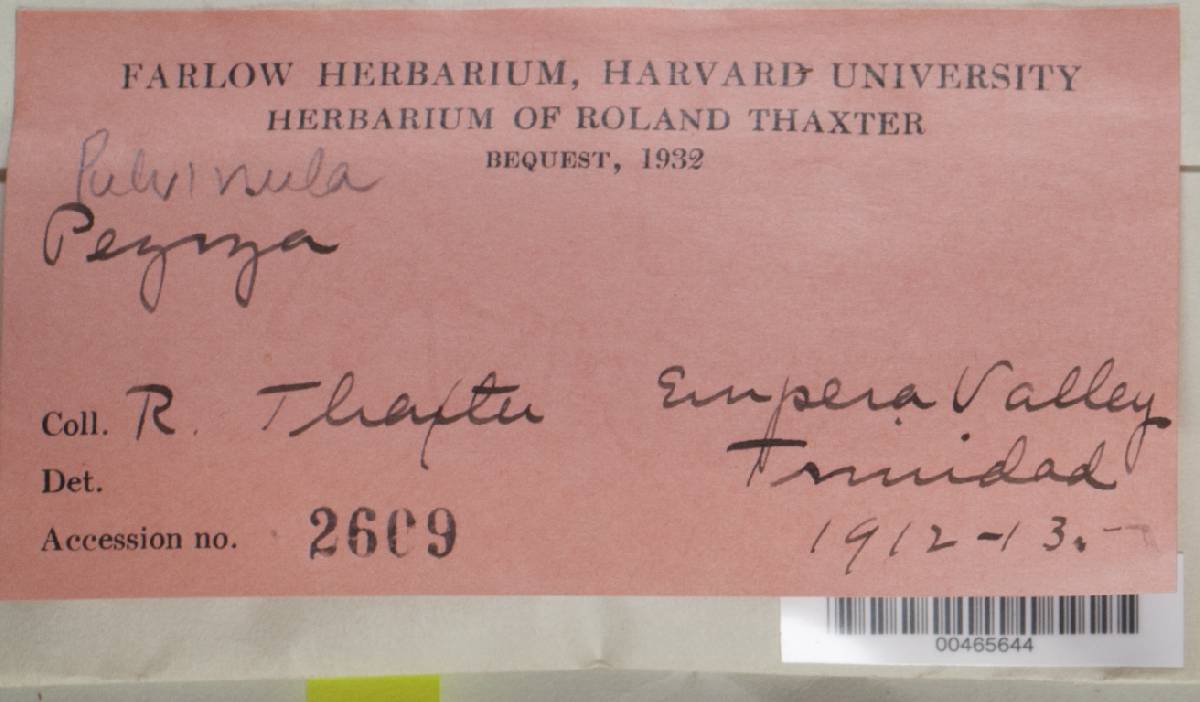 FARLOW HERBARIUM, HARVARD UNIVERSITY
HERBARIUM OF ROLAND THAXTER
BEQUEST, 1932
Pulvinula
Peziza
Coll. R. Thaxter
Empera Valley
Trinidad
Det.
Accession no. 2609
1912-13.-
00465644